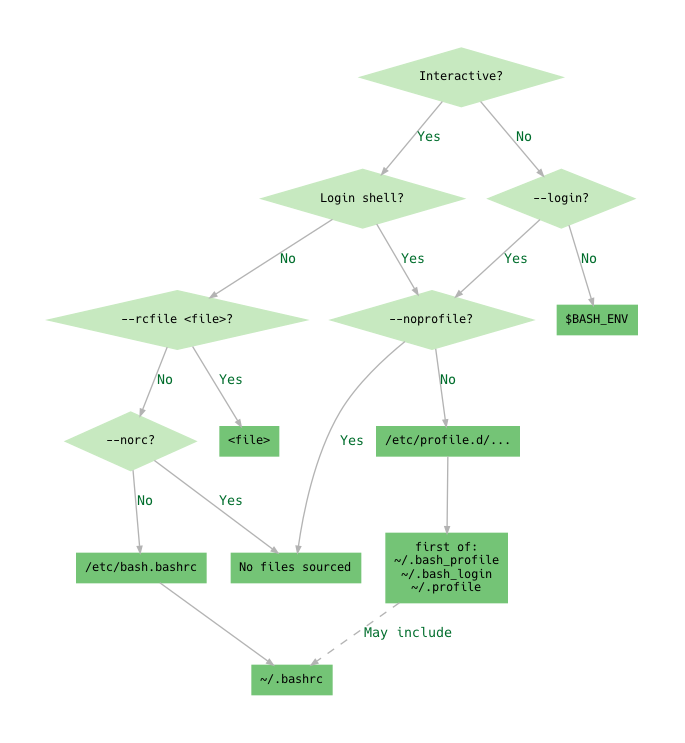 Interactive?
Yes
No
Login shell?
--login?
No
Yes
Yes
No
--rcfile <file>?
--noprofile?
$BASH_ENV
No
Yes
No
--norc?
<file>
Yes
/etc/profile.d/...
No
Yes
/etc/bash.bashrc
No files sourced
first of:
~/.bash_profile
~/.bash_login
~/.profile
May include
~/.bashrc